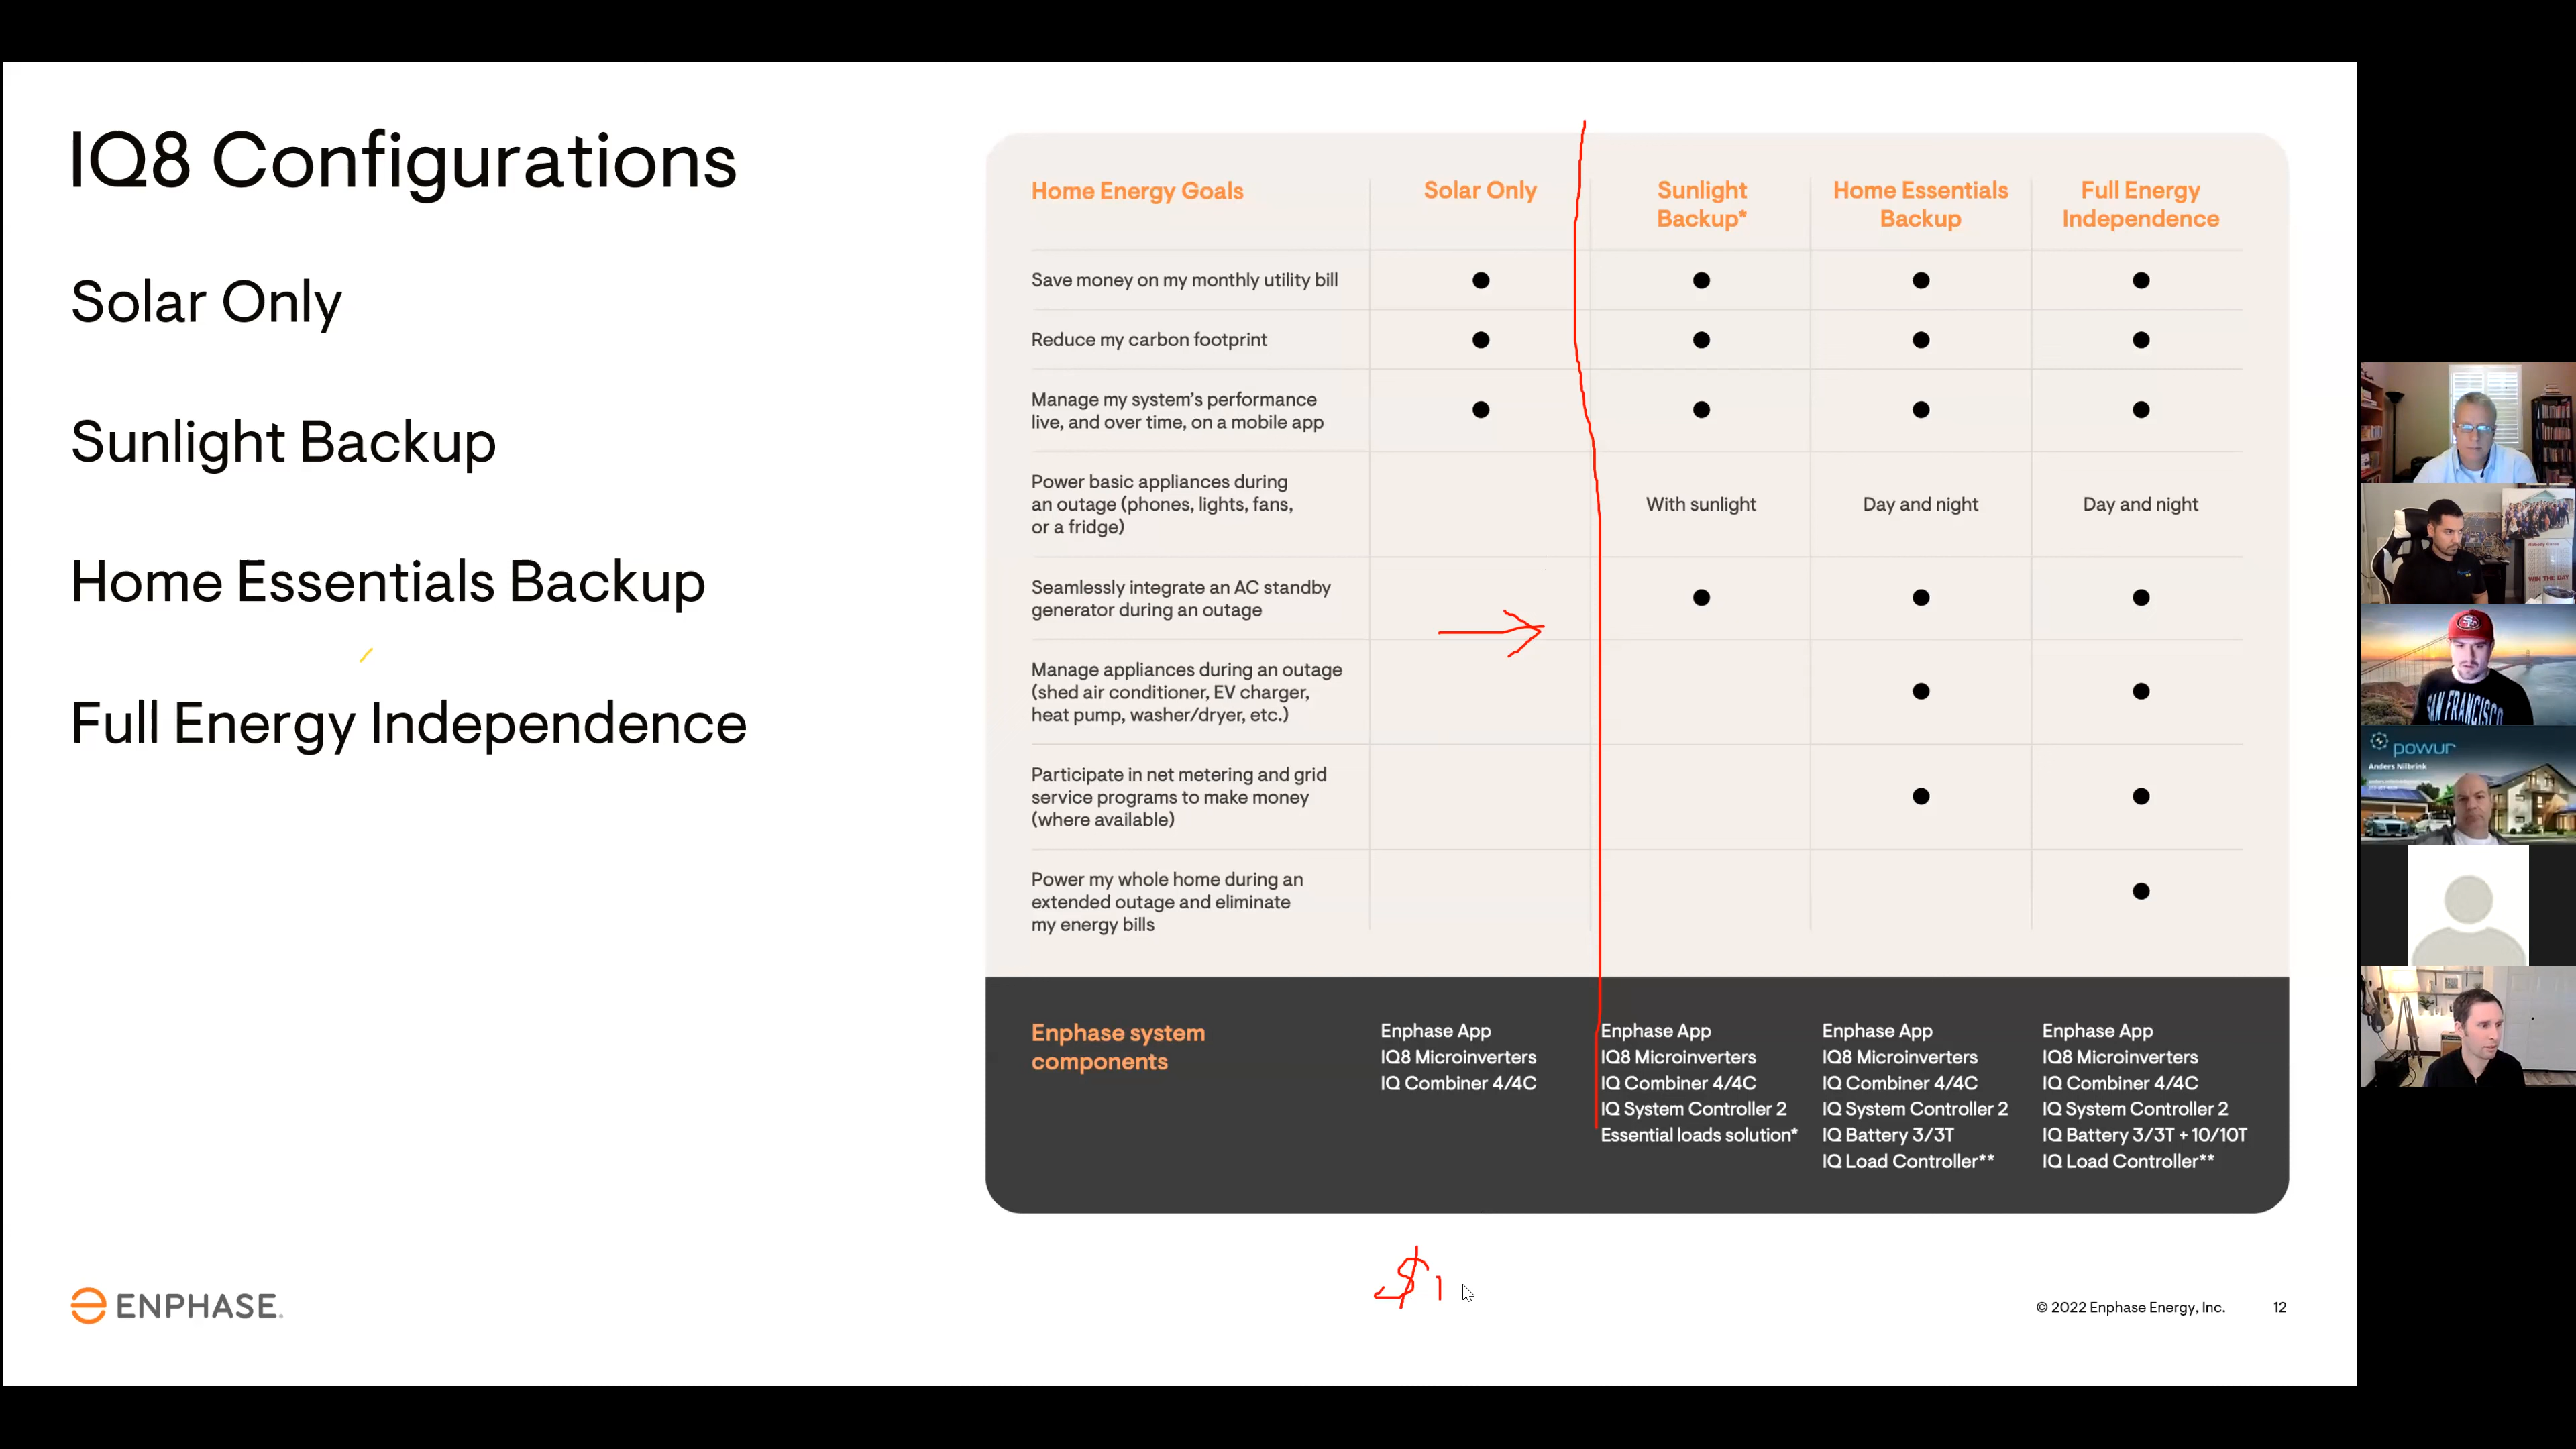 IQ8 Configurations
Solar Only
Sunlight Backup
Home Essentials Backup
Full Energy Independence
Home Energy Goals
Solar Only
Sunlight
Backup*
Home Essentials
Backup
Full Energy
Independence
Save money on my monthly utility bill
Reduce my carbon footprint
Manage my system's performance
live, and over time, on a mobile app
Power basic appliances during
an outage (phones, lights, fans,
or a fridge)
With sunlight
Day and night
Day and night
Seamlessly integrate an AC standby
generator during an outage
Manage appliances during an outage
(shed air conditioner, EV charger,
heat pump, washer/dryer, etc.)
Participate in net metering and grid
service programs to make money
(where available)
Power my whole home during an
extended outage and eliminate
my energy bills
Enphase system
components
Enphase App
IQ8 Microinverters
IQ Combiner 4/4C
Enphase App
IQ8 Microinverters
IQ Combiner 4/4C
IQ System Controller 2
Essential loads solution*
Enphase App
IQ8 Microinverters
IQ Combiner 4/4C
IQ System Controller 2
IQ Battery 3/3T
IQ Load Controller**
Enphase App
IQ8 Microinverters
IQ Combiner 4/4C
IQ System Controller 2
IQ Battery 3/3T + 10/10T
IQ Load Controller**
$1
ENPHASE.
© 2022 Enphase Energy, Inc.
12
WIN THE DAY
SAN FRANCISCO
powur
Anders Nilbrink